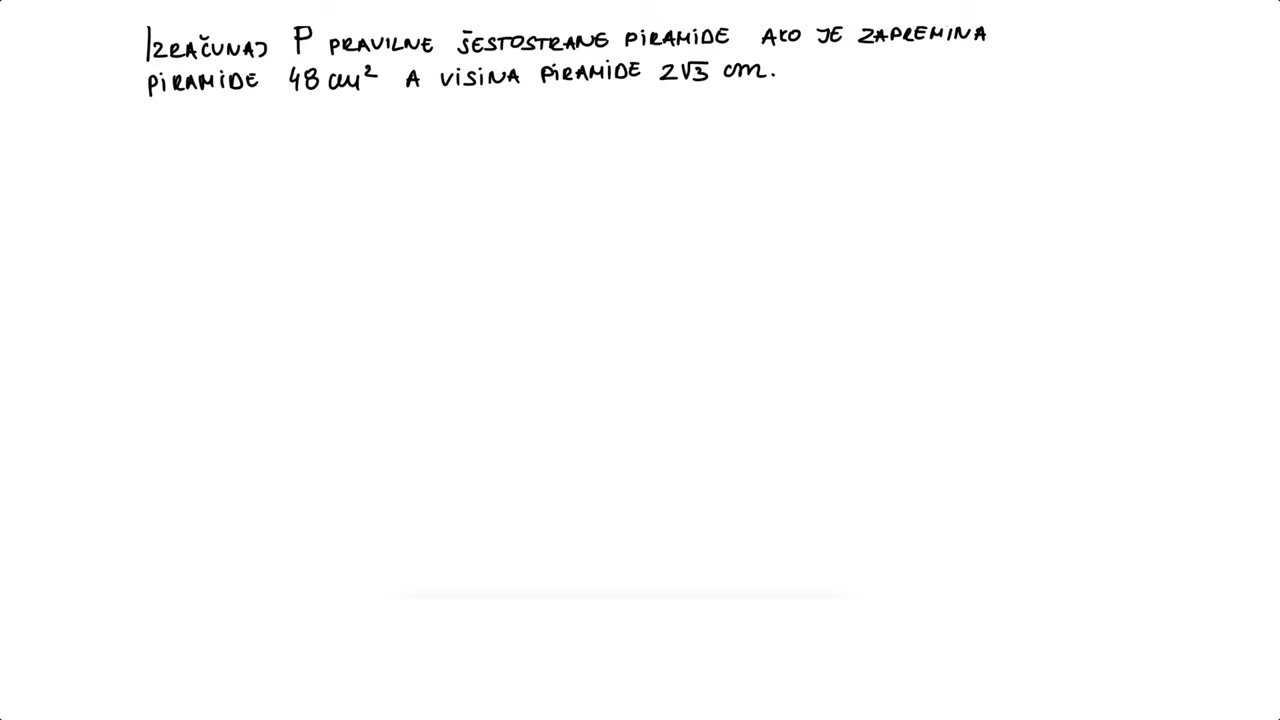 IZRAČUNAJ P PRAVILNE ŠESTOSTRANE PIRAMIDE AKO JE ZAPREMINA
PIRAMIDE 48 cm² A VISINA PIRAMIDE 2√3 cm.